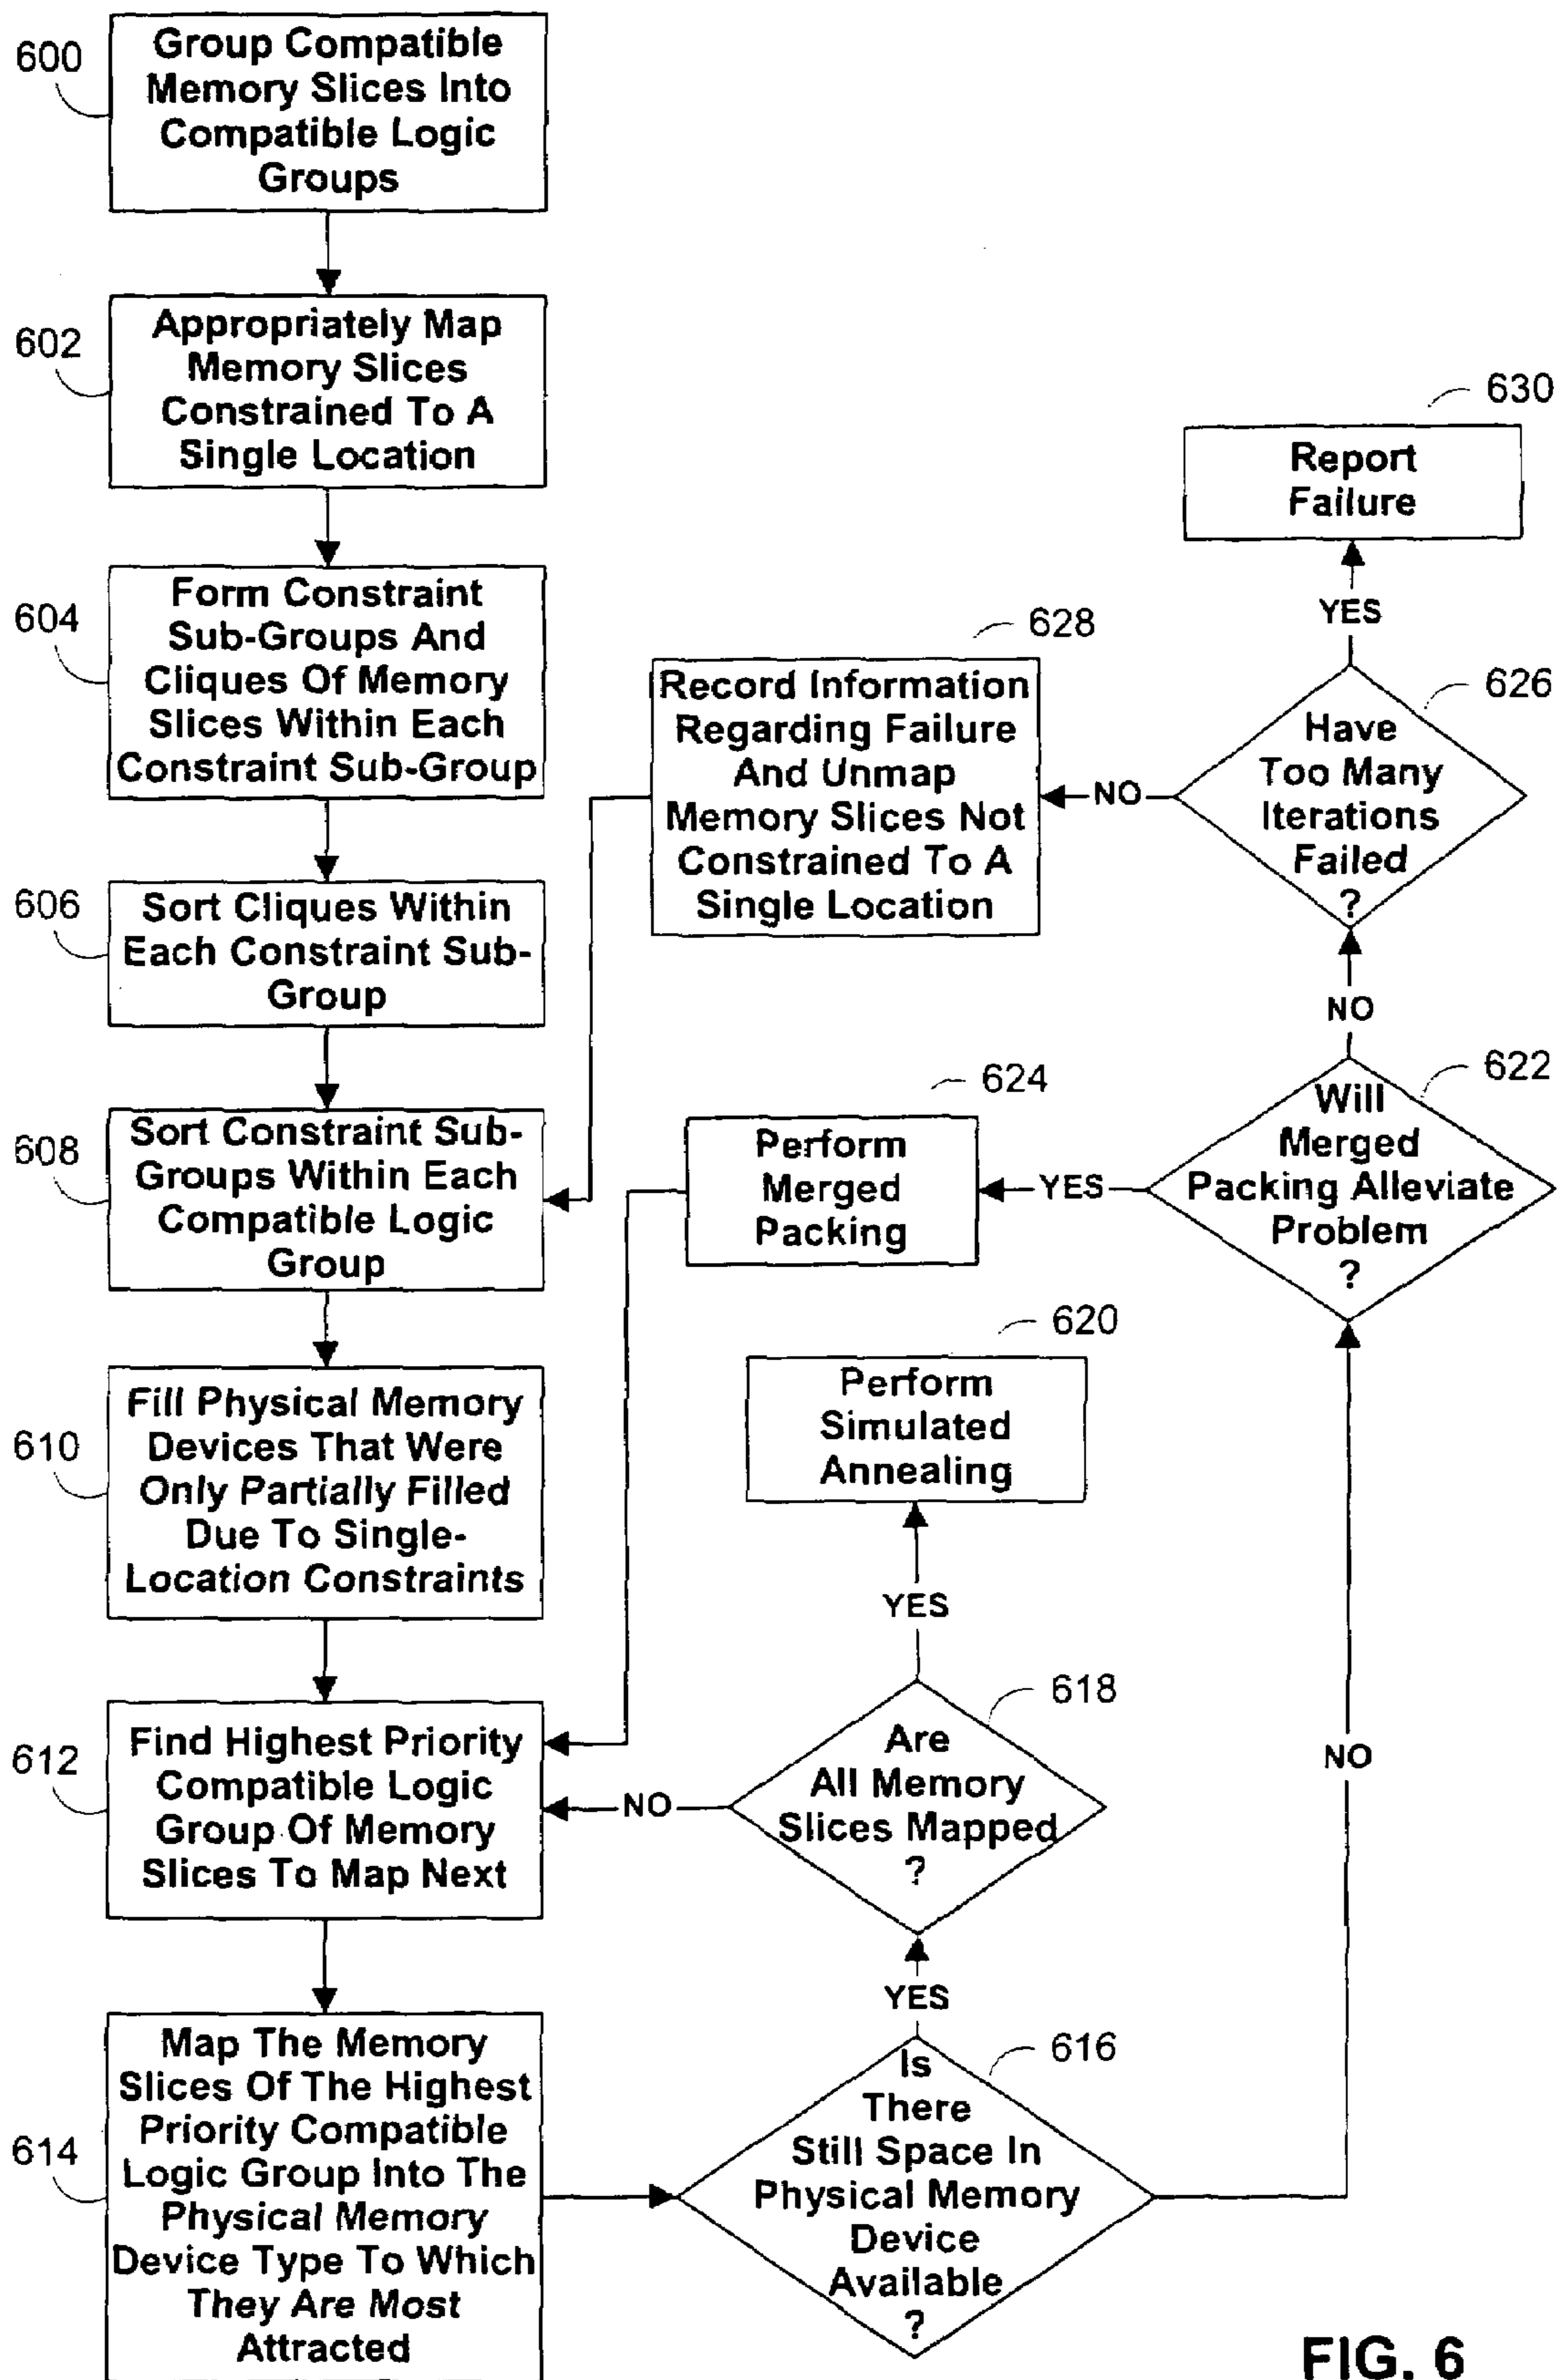 600
Group Compatible
Memory Slices Into
Compatible Logic
Groups
602
Appropriately Map
Memory Slices
Constrained To A
Single Location
604
Form Constraint
Sub-Groups And
Cliques Of Memory
Slices Within Each
Constraint Sub-Group
606
Sort Cliques Within
Each Constraint Sub-
Group
608
Sort Constraint Sub-
Groups Within Each
Compatible Logic
Group
610
Fill Physical Memory
Devices That Were
Only Partially Filled
Due To Single-
Location Constraints
612
Find Highest Priority
Compatible Logic
Group Of Memory
Slices To Map Next
614
Map The Memory
Slices Of The Highest
Priority Compatible
Logic Group Into The
Physical Memory
Device Type To Which
They Are Most
Attracted
616
Is
There
Still Space In
Physical Memory
Device
Available
?
YES
NO
618
Are
All Memory
Slices Mapped
?
NO
YES
620
Perform
Simulated
Annealing
622
Will
Merged
Packing Alleviate
Problem
?
YES
NO
624
Perform
Merged
Packing
626
Have
Too Many
Iterations
Failed
?
NO
YES
628
Record Information
Regarding Failure
And Unmap
Memory Slices Not
Constrained To A
Single Location
630
Report
Failure
FIG. 6